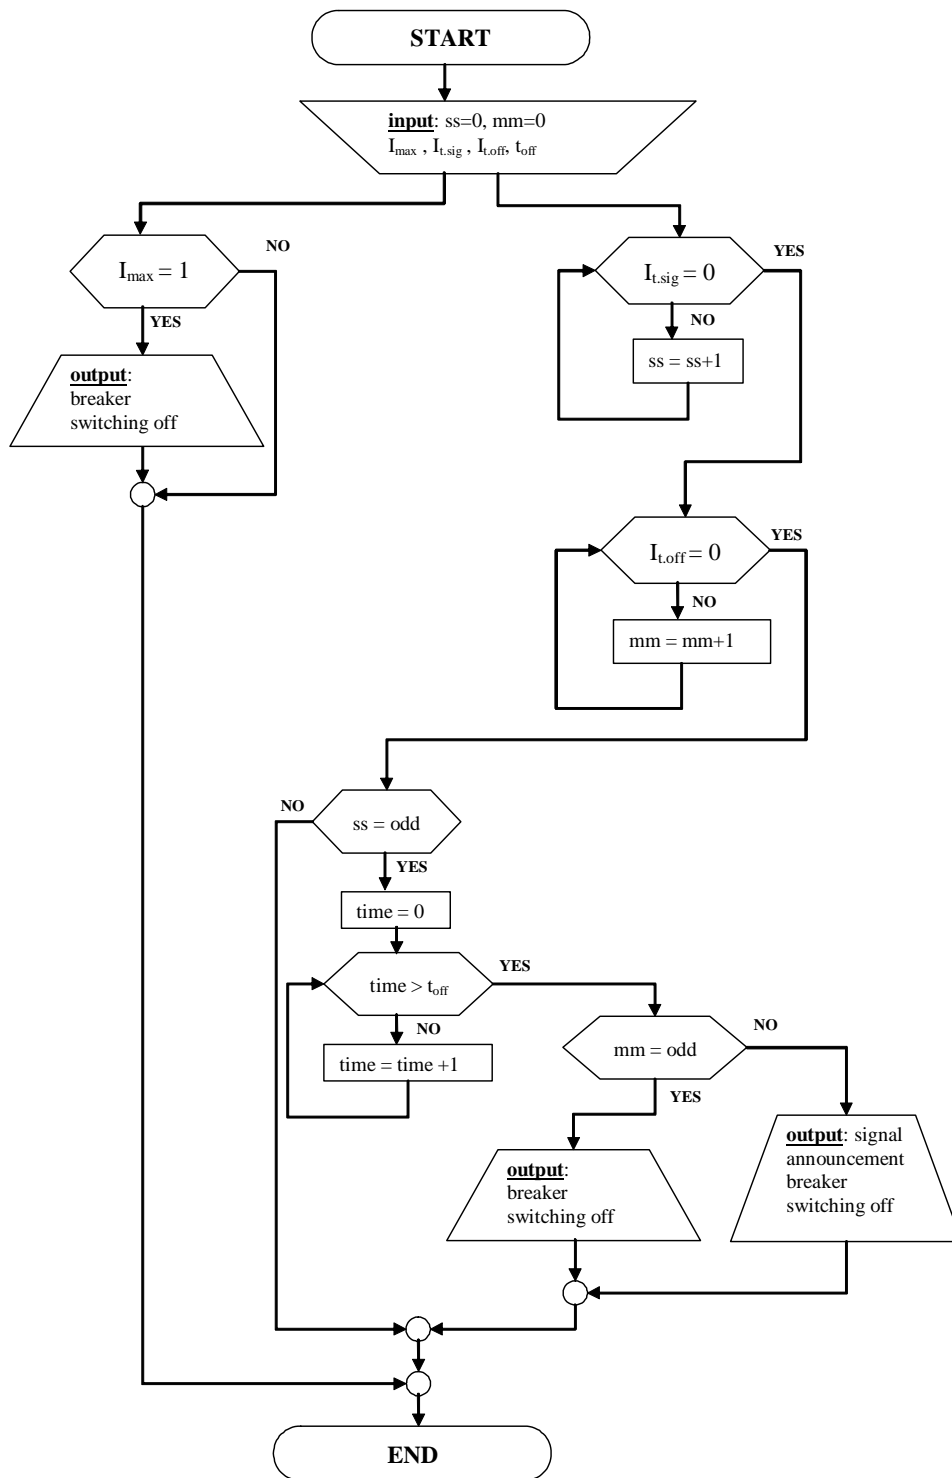 START
input: ss=0, mm=0
Imax , It.sig , It.off, toff
Imax = 1
NO
YES
output:
breaker
switching off
It.sig = 0
YES
NO
ss = ss+1
It.off = 0
YES
NO
mm = mm+1
NO
ss = odd
YES
time = 0
time > toff
YES
NO
time = time +1
mm = odd
NO
YES
output:
breaker
switching off
output: signal
announcement
breaker
switching off
END